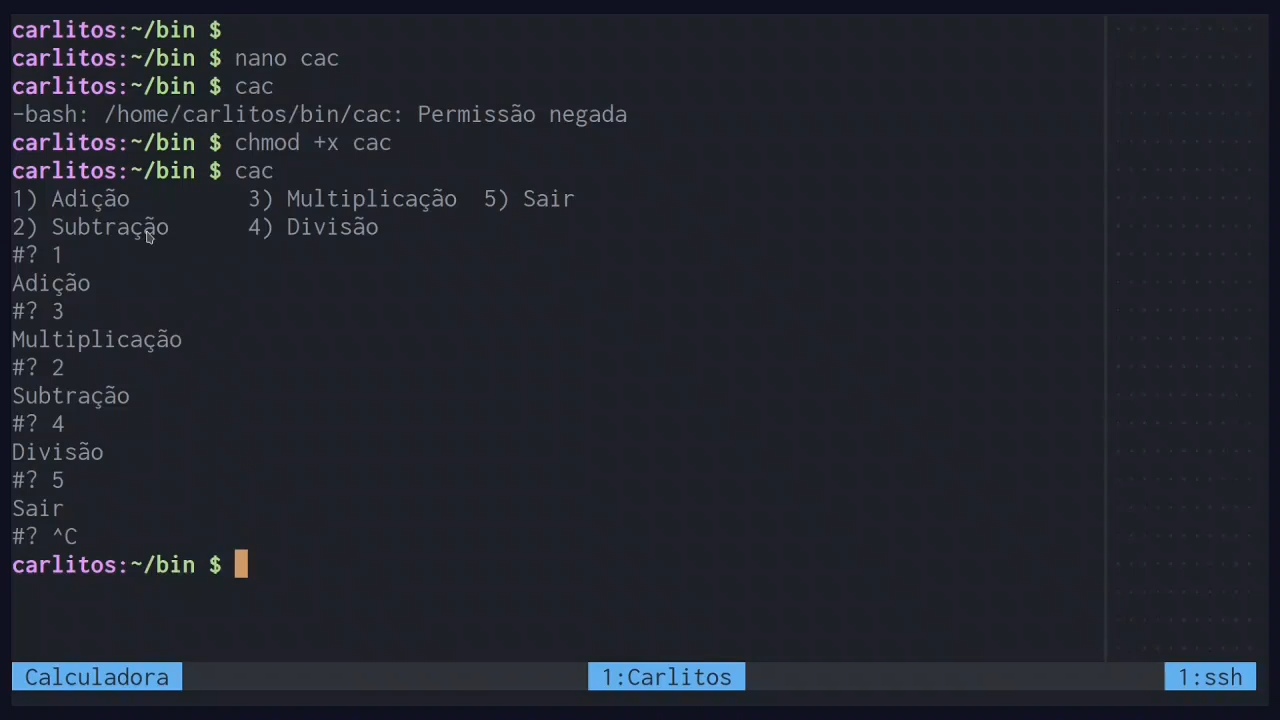 carlitos:~/bin $
carlitos:~/bin $ nano cac
carlitos:~/bin $ cac
-bash: /home/carlitos/bin/cac: Permissão negada
carlitos:~/bin $ chmod +x cac
carlitos:~/bin $ cac
1) Adição         3) Multiplicação  5) Sair
2) Subtração      4) Divisão
#? 1
Adição
#? 3
Multiplicação
#? 2
Subtração
#? 4
Divisão
#? 5
Sair
#? ^C
carlitos:~/bin $
Calculadora 1:Carlitos 1:ssh